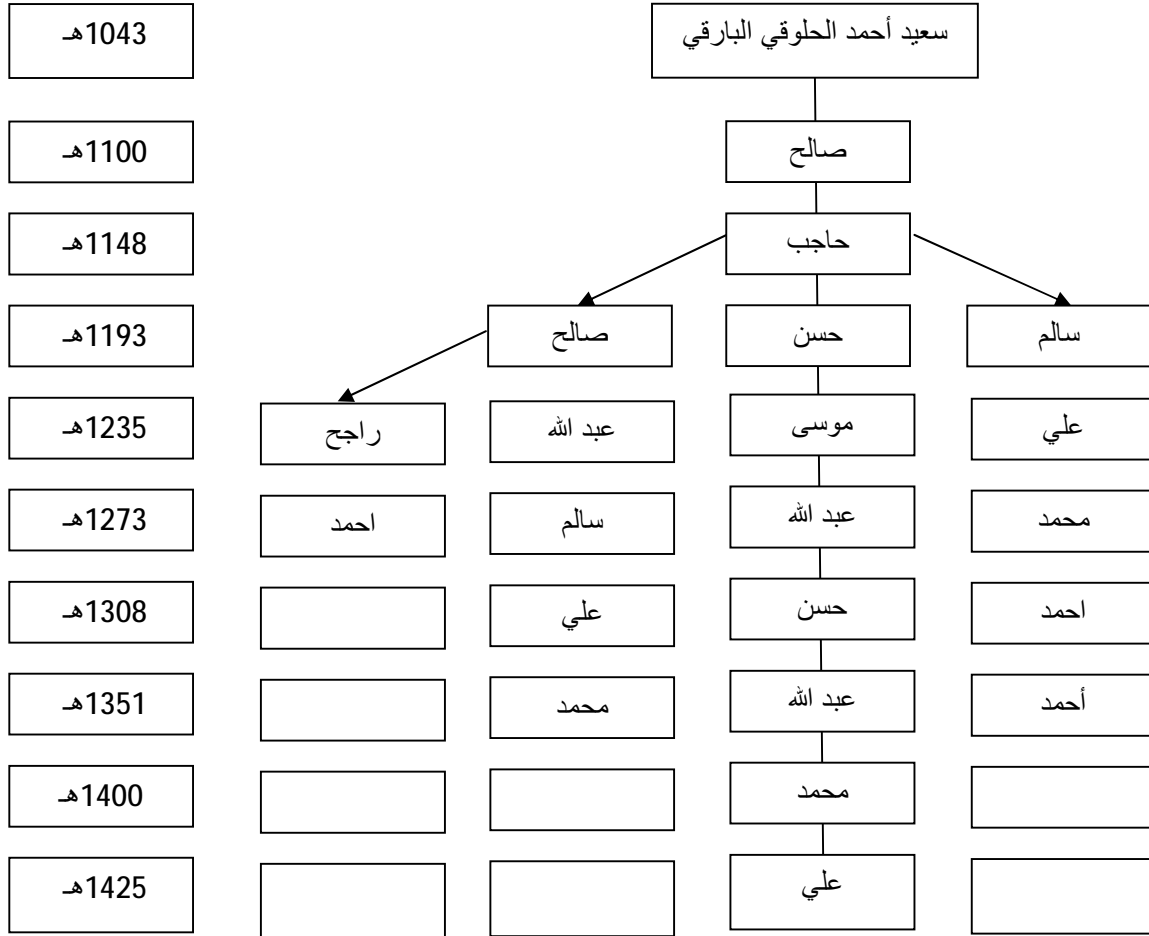 سعيد أحمد الحلوقي البارقي
1043هـ
صالح
1100هـ
حاجب
1148هـ
سالم
حسن
صالح
1193هـ
علي
موسى
عبد الله
راجح
1235هـ
محمد
عبد الله
سالم
احمد
1273هـ
احمد
حسن
علي
1308هـ
أحمد
عبد الله
محمد
1351هـ
محمد
1400هـ
علي
1425هـ